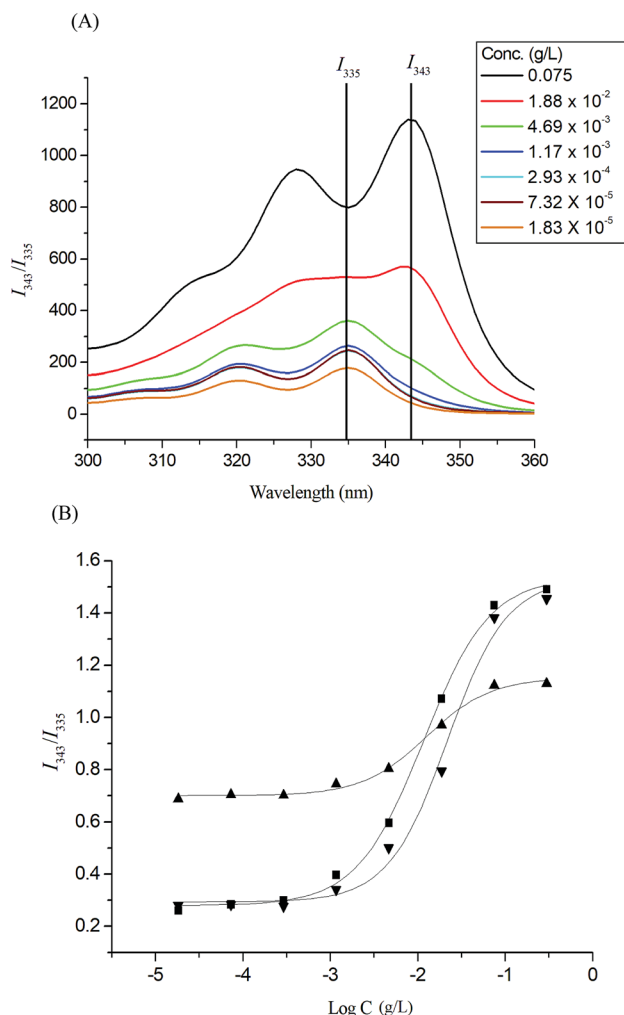 (A)
I335 I343
Conc. (g/L)
0.075
1.88 x 10-2
4.69 x 10-3
1.17 x 10-3
2.93 x 10-4
7.32 X 10-5
1.83 x 10-5
I343/I335
1200
1000
800
600
400
200
0
300 310 320 330 340 350 360
Wavelength (nm)
(B)
I343/I335
1.6
1.4
1.2
1.0
0.8
0.6
0.4
0.2
-5 -4 -3 -2 -1 0
Log C (g/L)